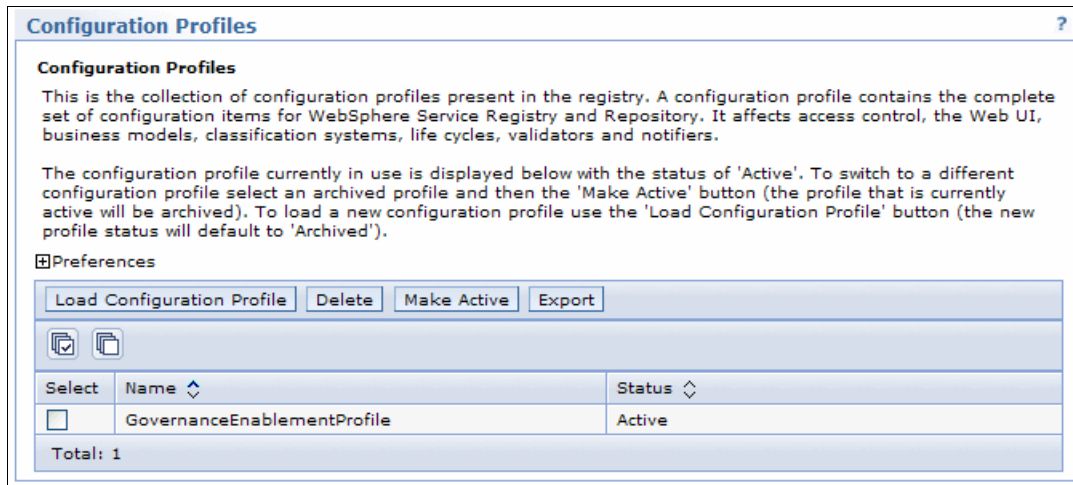 Configuration Profiles ?
Configuration Profiles
This is the collection of configuration profiles present in the registry. A configuration profile contains the complete
set of configuration items for WebSphere Service Registry and Repository. It affects access control, the Web UI,
business models, classification systems, life cycles, validators and notifiers.
The configuration profile currently in use is displayed below with the status of 'Active'. To switch to a different
configuration profile select an archived profile and then the 'Make Active' button (the profile that is currently
active will be archived). To load a new configuration profile use the 'Load Configuration Profile' button (the new
profile status will default to 'Archived').
Preferences
Load Configuration Profile Delete Make Active Export
Select Name Status
GovernanceEnablementProfile Active
Total: 1